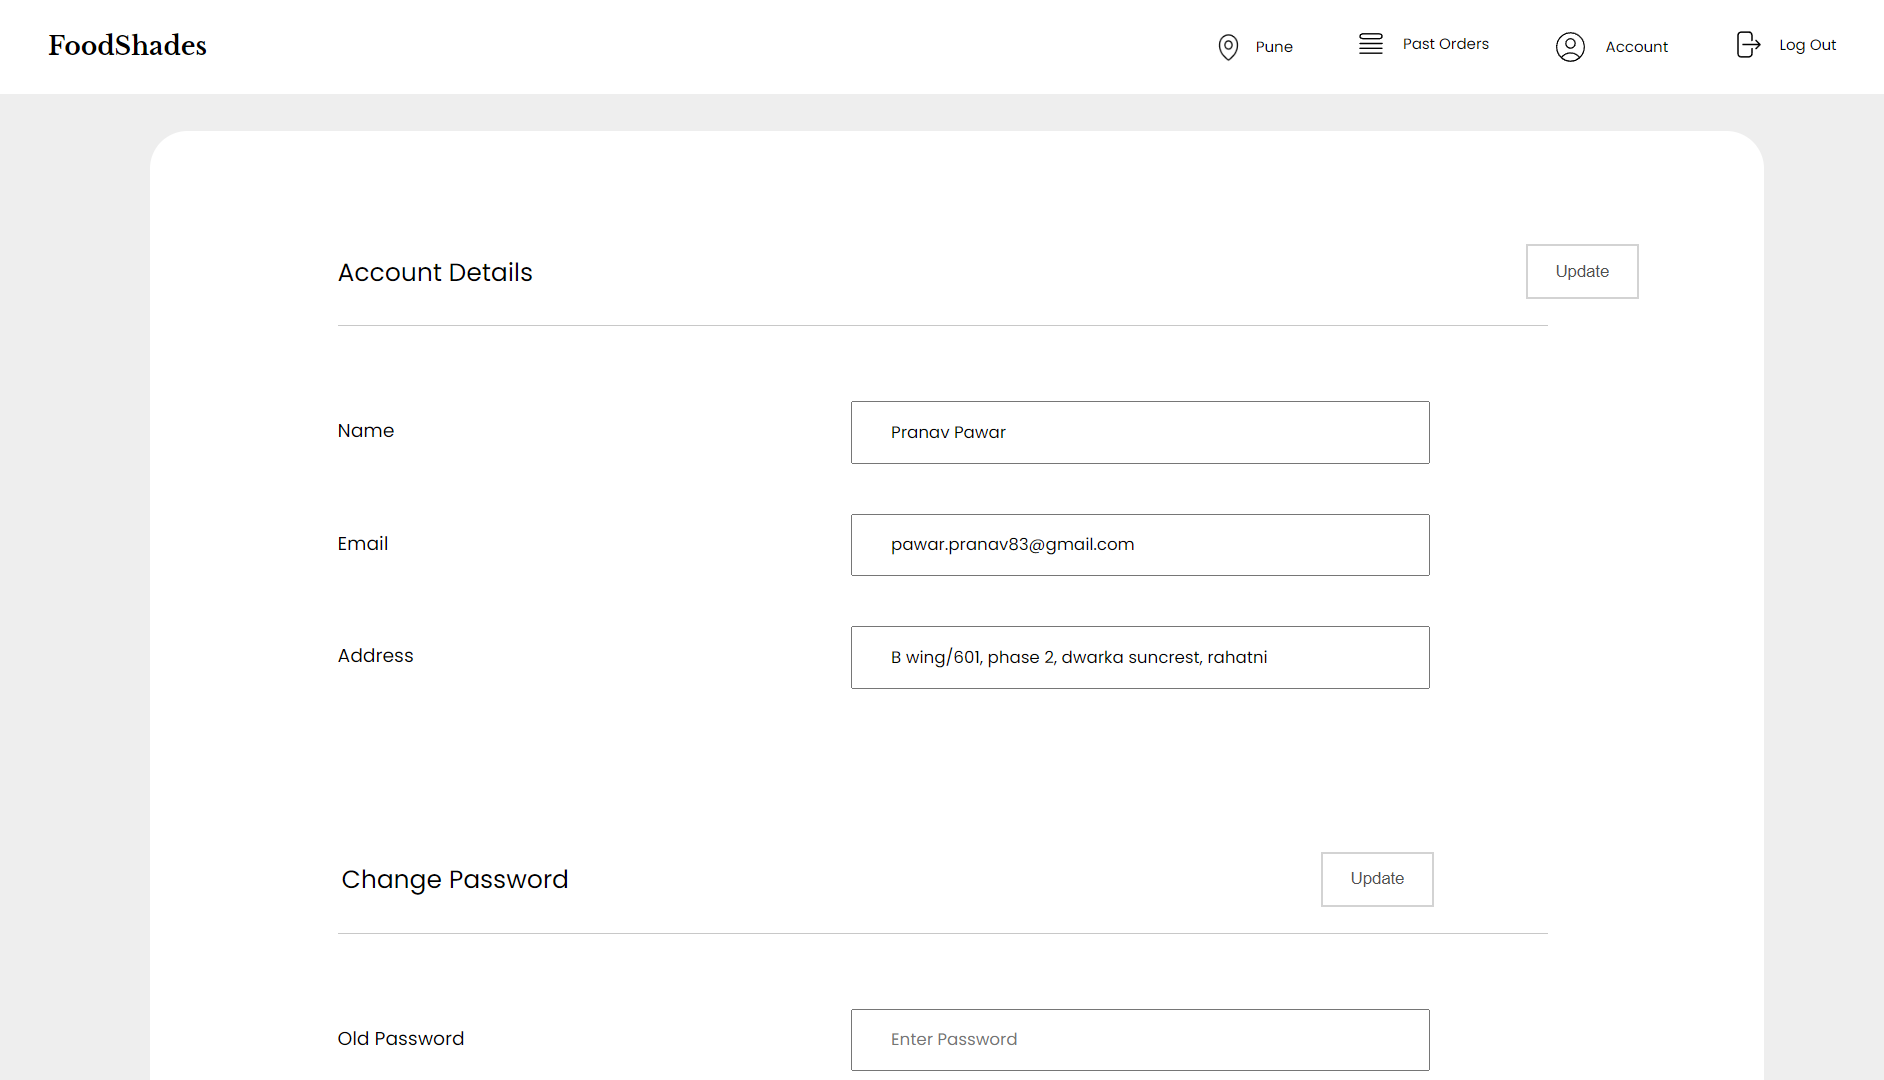 FoodShades
Pune
Past Orders
Account
Log Out
Account Details
Update
Name
Pranav Pawar
Email
pawar.pranav83@gmail.com
Address
B wing/601, phase 2, dwarka suncrest, rahatni
Change Password
Update
Old Password
Enter Password